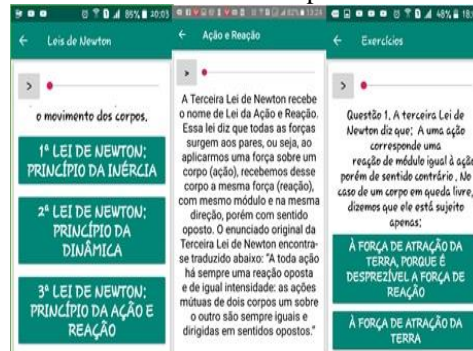 86% 20:03
← Leis de Newton
o movimento dos corpos.
1ª LEI DE NEWTON:
PRINCÍPIO DA INÉRCIA
2ª LEI DE NEWTON:
PRINCÍPIO DA
DINÂMICA
3ª LEI DE NEWTON:
PRINCÍPIO DA AÇÃO E
REAÇÃO
82% 13:24
← Ação e Reação
A Terceira Lei de Newton recebe
o nome de Lei da Ação e Reação.
Essa lei diz que todas as forças
surgem aos pares, ou seja, ao
aplicarmos uma força sobre um
corpo (ação), recebemos desse
corpo a mesma força (reação),
com mesmo módulo e na mesma
direção, porém com sentido
oposto. O enunciado original da
Terceira Lei de Newton encontra-
se traduzido abaixo: “A toda ação
há sempre uma reação oposta
e de igual intensidade: as ações
mútuas de dois corpos um sobre
o outro são sempre iguais e
dirigidas em sentidos opostos.”
48%
← Exercícios
Questão 1. A terceira Lei de
Newton diz que: A uma ação
corresponde uma
reação de módulo igual à ação,
porém de sentido contrário. No
caso de um corpo em queda livre,
dizemos que ele está sujeito
apenas:
À FORÇA DE ATRAÇÃO DA
TERRA, PORQUE É
DESPREZÍVEL A FORÇA DE
REAÇÃO
À FORÇA DE ATRAÇÃO DA
TERRA